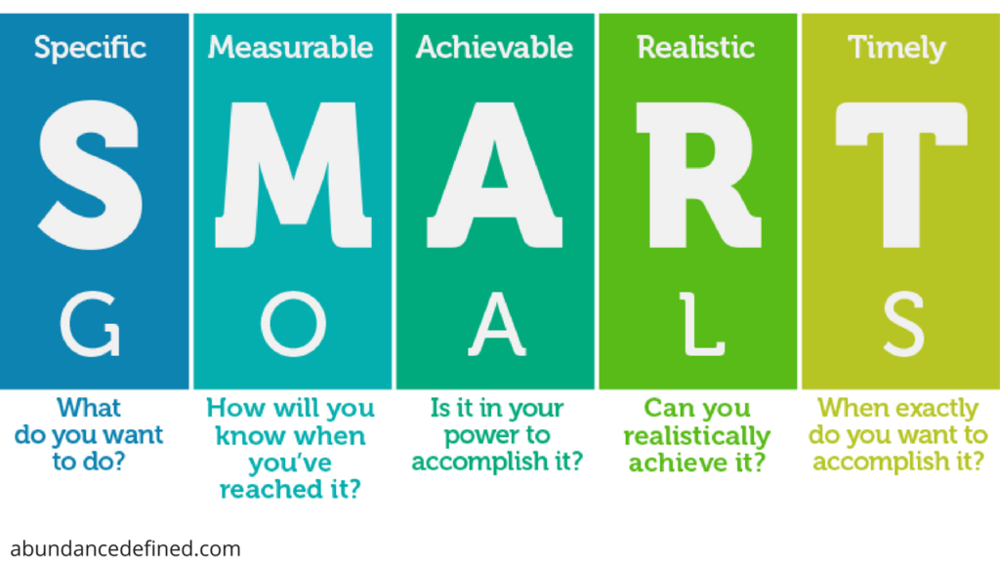 Specific Measurable Achievable Realistic Timely
S M A R T
G O A L S
What
do you want
to do?
How will you
know when
you've
reached it?
Is it in your
power to
accomplish it?
Can you
realistically
achieve it?
When exactly
do you want to
accomplish it?
abundancedefined.com